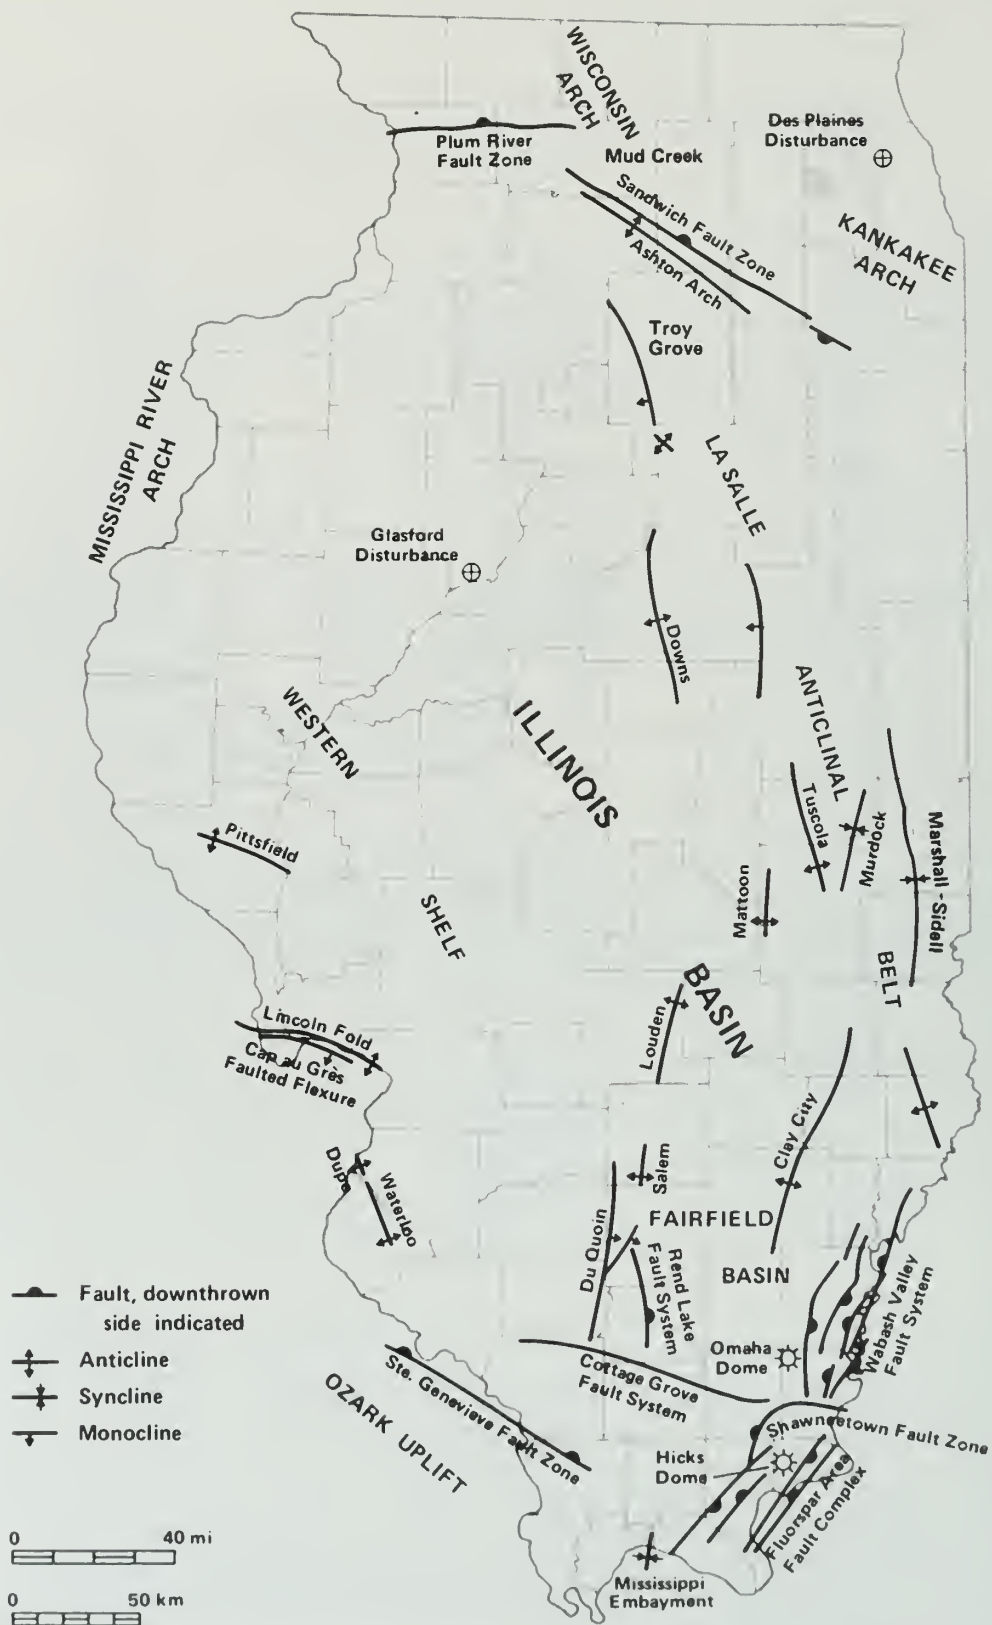 WISCONSIN
ARCH
Des Plaines
Disturbance
Plum River
Fault Zone
Mud Creek
Sandwich Fault Zone
Ashton Arch
KANKAKEE
ARCH
Troy
Grove
MISSISSIPPI RIVER
ARCH
LA SALLE
Glasford
Disturbance
Downs
ANTICLINAL
WESTERN
ILLINOIS
Tuscola
Murdock
Pittsfield
Marshall - Sidell
Mattoon
SHELF
BELT
BASIN
Louden
Lincoln Fold
Cap au Grès
Faulted Flexure
Clay City
Dupo
Waterloo
Salem
FAIRFIELD
BASIN
Du Quoin
Rend Lake
Fault System
Wabash Valley
Fault System
Fault, downthrown
side indicated
Anticline
Syncline
Monocline
Omaha
Dome
Cottage Grove
Fault System
Ste. Genevieve Fault Zone
OZARK UPLIFT
Shawneetown Fault Zone
Hicks
Dome
Fluorspar Area
Fault Complex
0 40 mi
0 50 km
Mississippi
Embayment